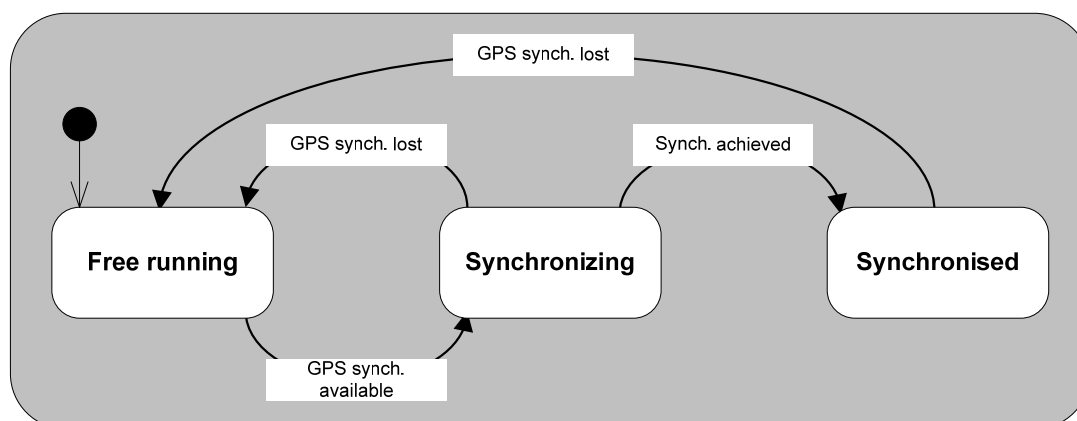 GPS synch. lost
GPS synch. lost
Synch. achieved
Free running
Synchronizing
Synchronised
GPS synch.
available